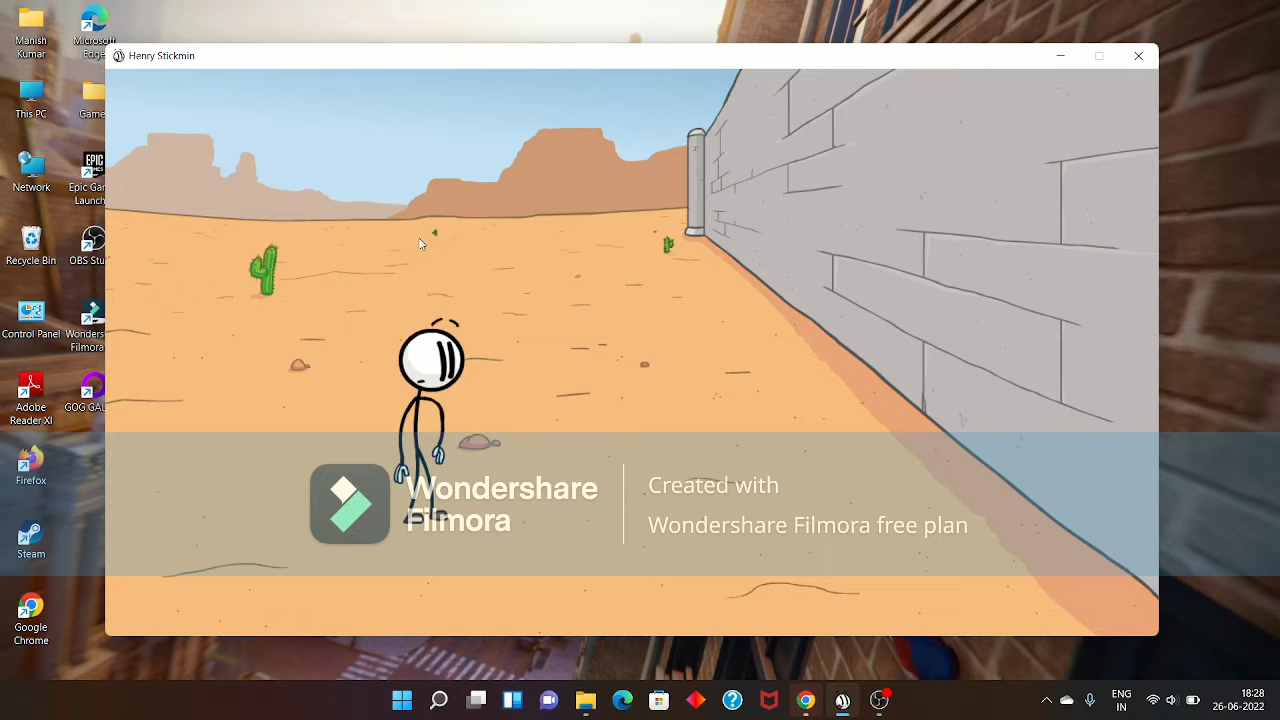 Manish
Kumar
Microsoft
Edge
Henry Stickmin
This PC
Game
Network
EPIC
Epic Ga
Launch
Recycle Bin
OBS Stu
Control Panel
Wonders
Filmora
Adobe
Reader XI
GOG GAL
Firefox
Steam
Google
Chrome
Wondershare
Filmora
Created with
Wondershare Filmora free plan
ENG
IN
18:28
26-06-2022